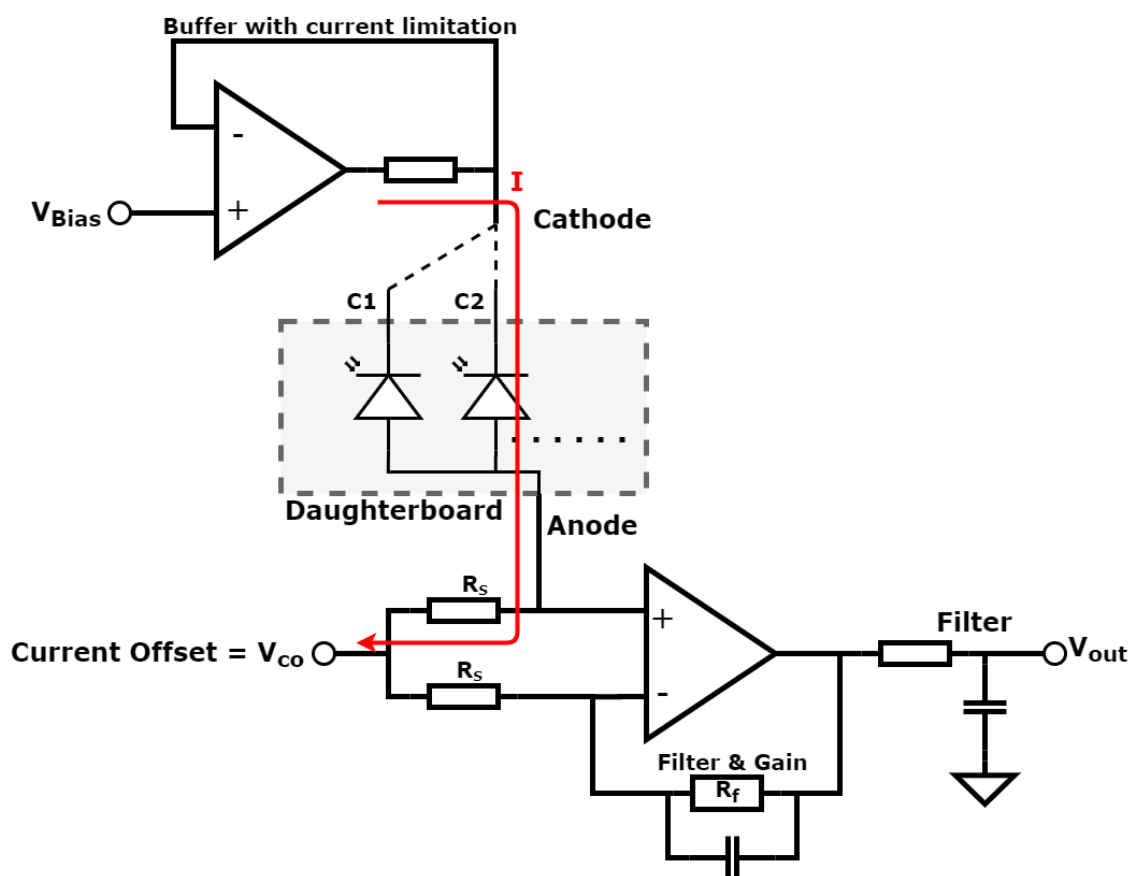 Buffer with current limitation
-
+
V_Bias
I
Cathode
C1
C2
. . . . . .
Daughterboard
Anode
R_s
Current Offset = V_co
R_s
+
-
Filter
V_out
Filter & Gain
R_f